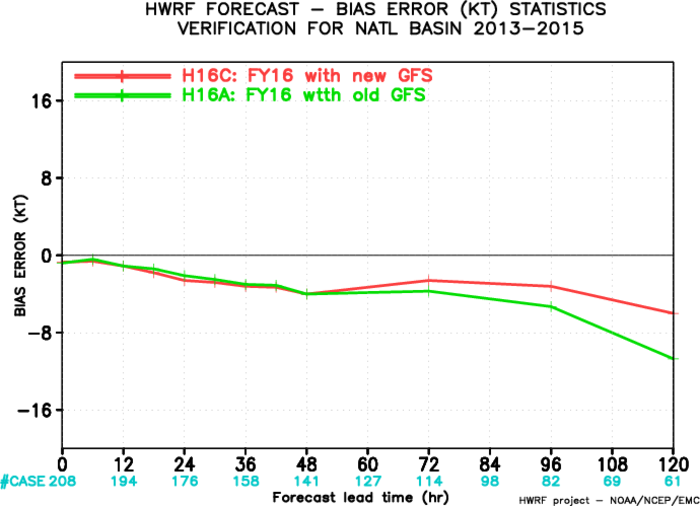 HWRF FORECAST – BIAS ERROR (KT) STATISTICS
VERIFICATION FOR NATL BASIN 2013–2015
H16C: FY16 with new GFS
H16A: FY16 wtth old GFS
16
8
0
–8
–16
BIAS ERROR (KT)
0 12 24 36 48 60 72 84 96 108 120
#CASE 208 194 176 158 141 127 114 98 82 69 61
Forecast lead time (hr)
HWRF project – NOAA/NCEP/EMC